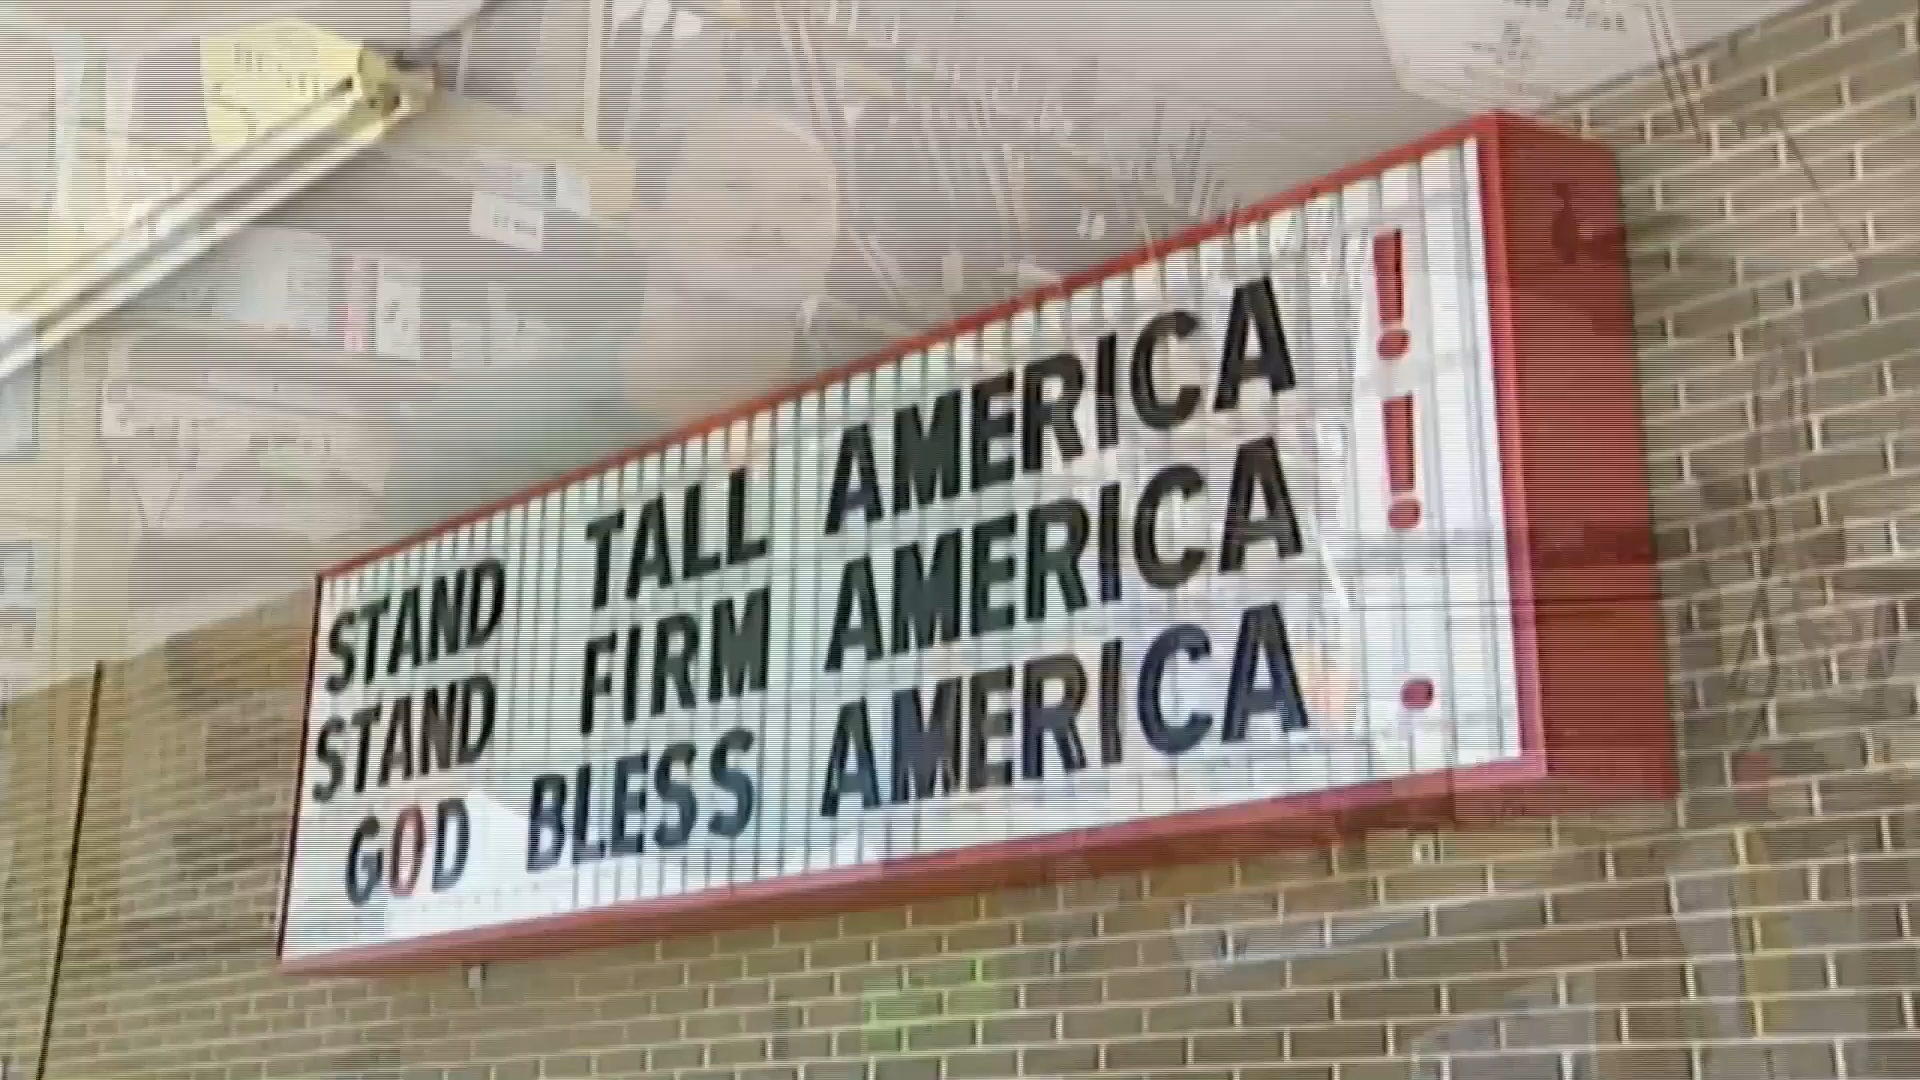 STAND TALL AMERICA !
STAND FIRM AMERICA !
GOD BLESS AMERICA .